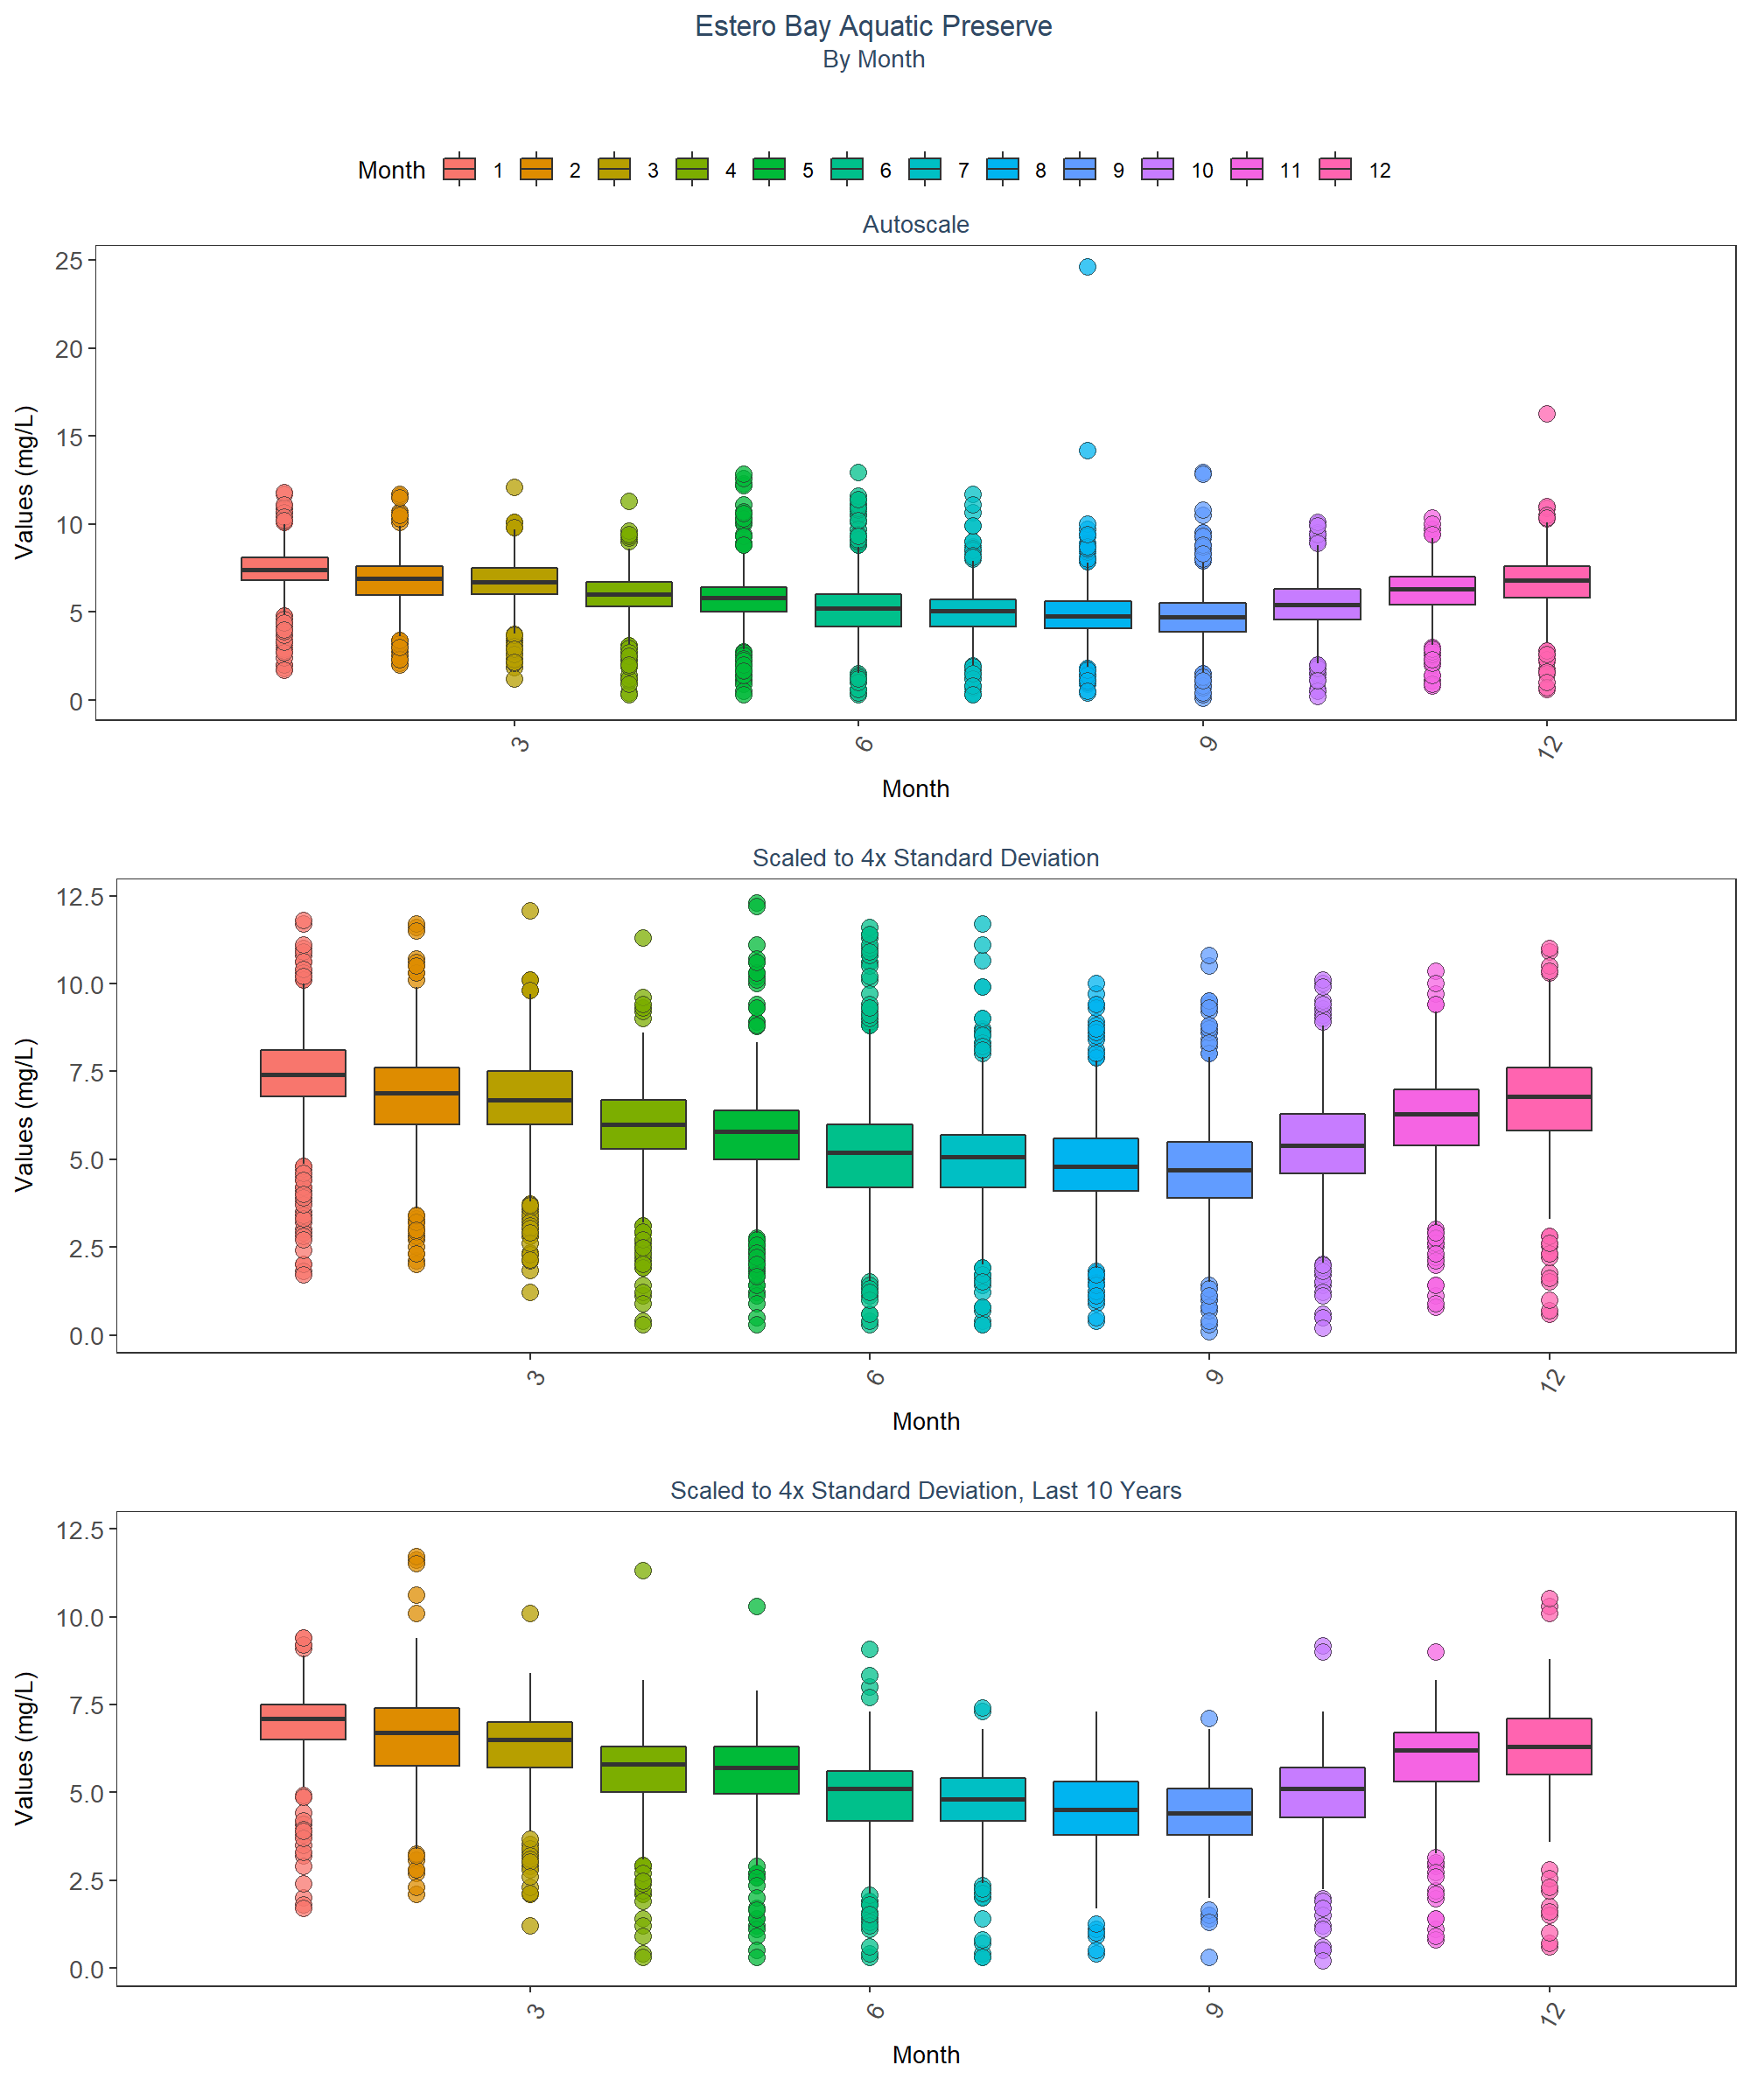 Estero Bay Aquatic Preserve
By Month
Month 1 2 3 4 5 6 7 8 9 10 11 12
Autoscale
25
20
15
10
5
0
Values (mg/L)
3 6 9 12
Month
Scaled to 4x Standard Deviation
12.5
10.0
7.5
5.0
2.5
0.0
Values (mg/L)
3 6 9 12
Month
Scaled to 4x Standard Deviation, Last 10 Years
12.5
10.0
7.5
5.0
2.5
0.0
Values (mg/L)
3 6 9 12
Month